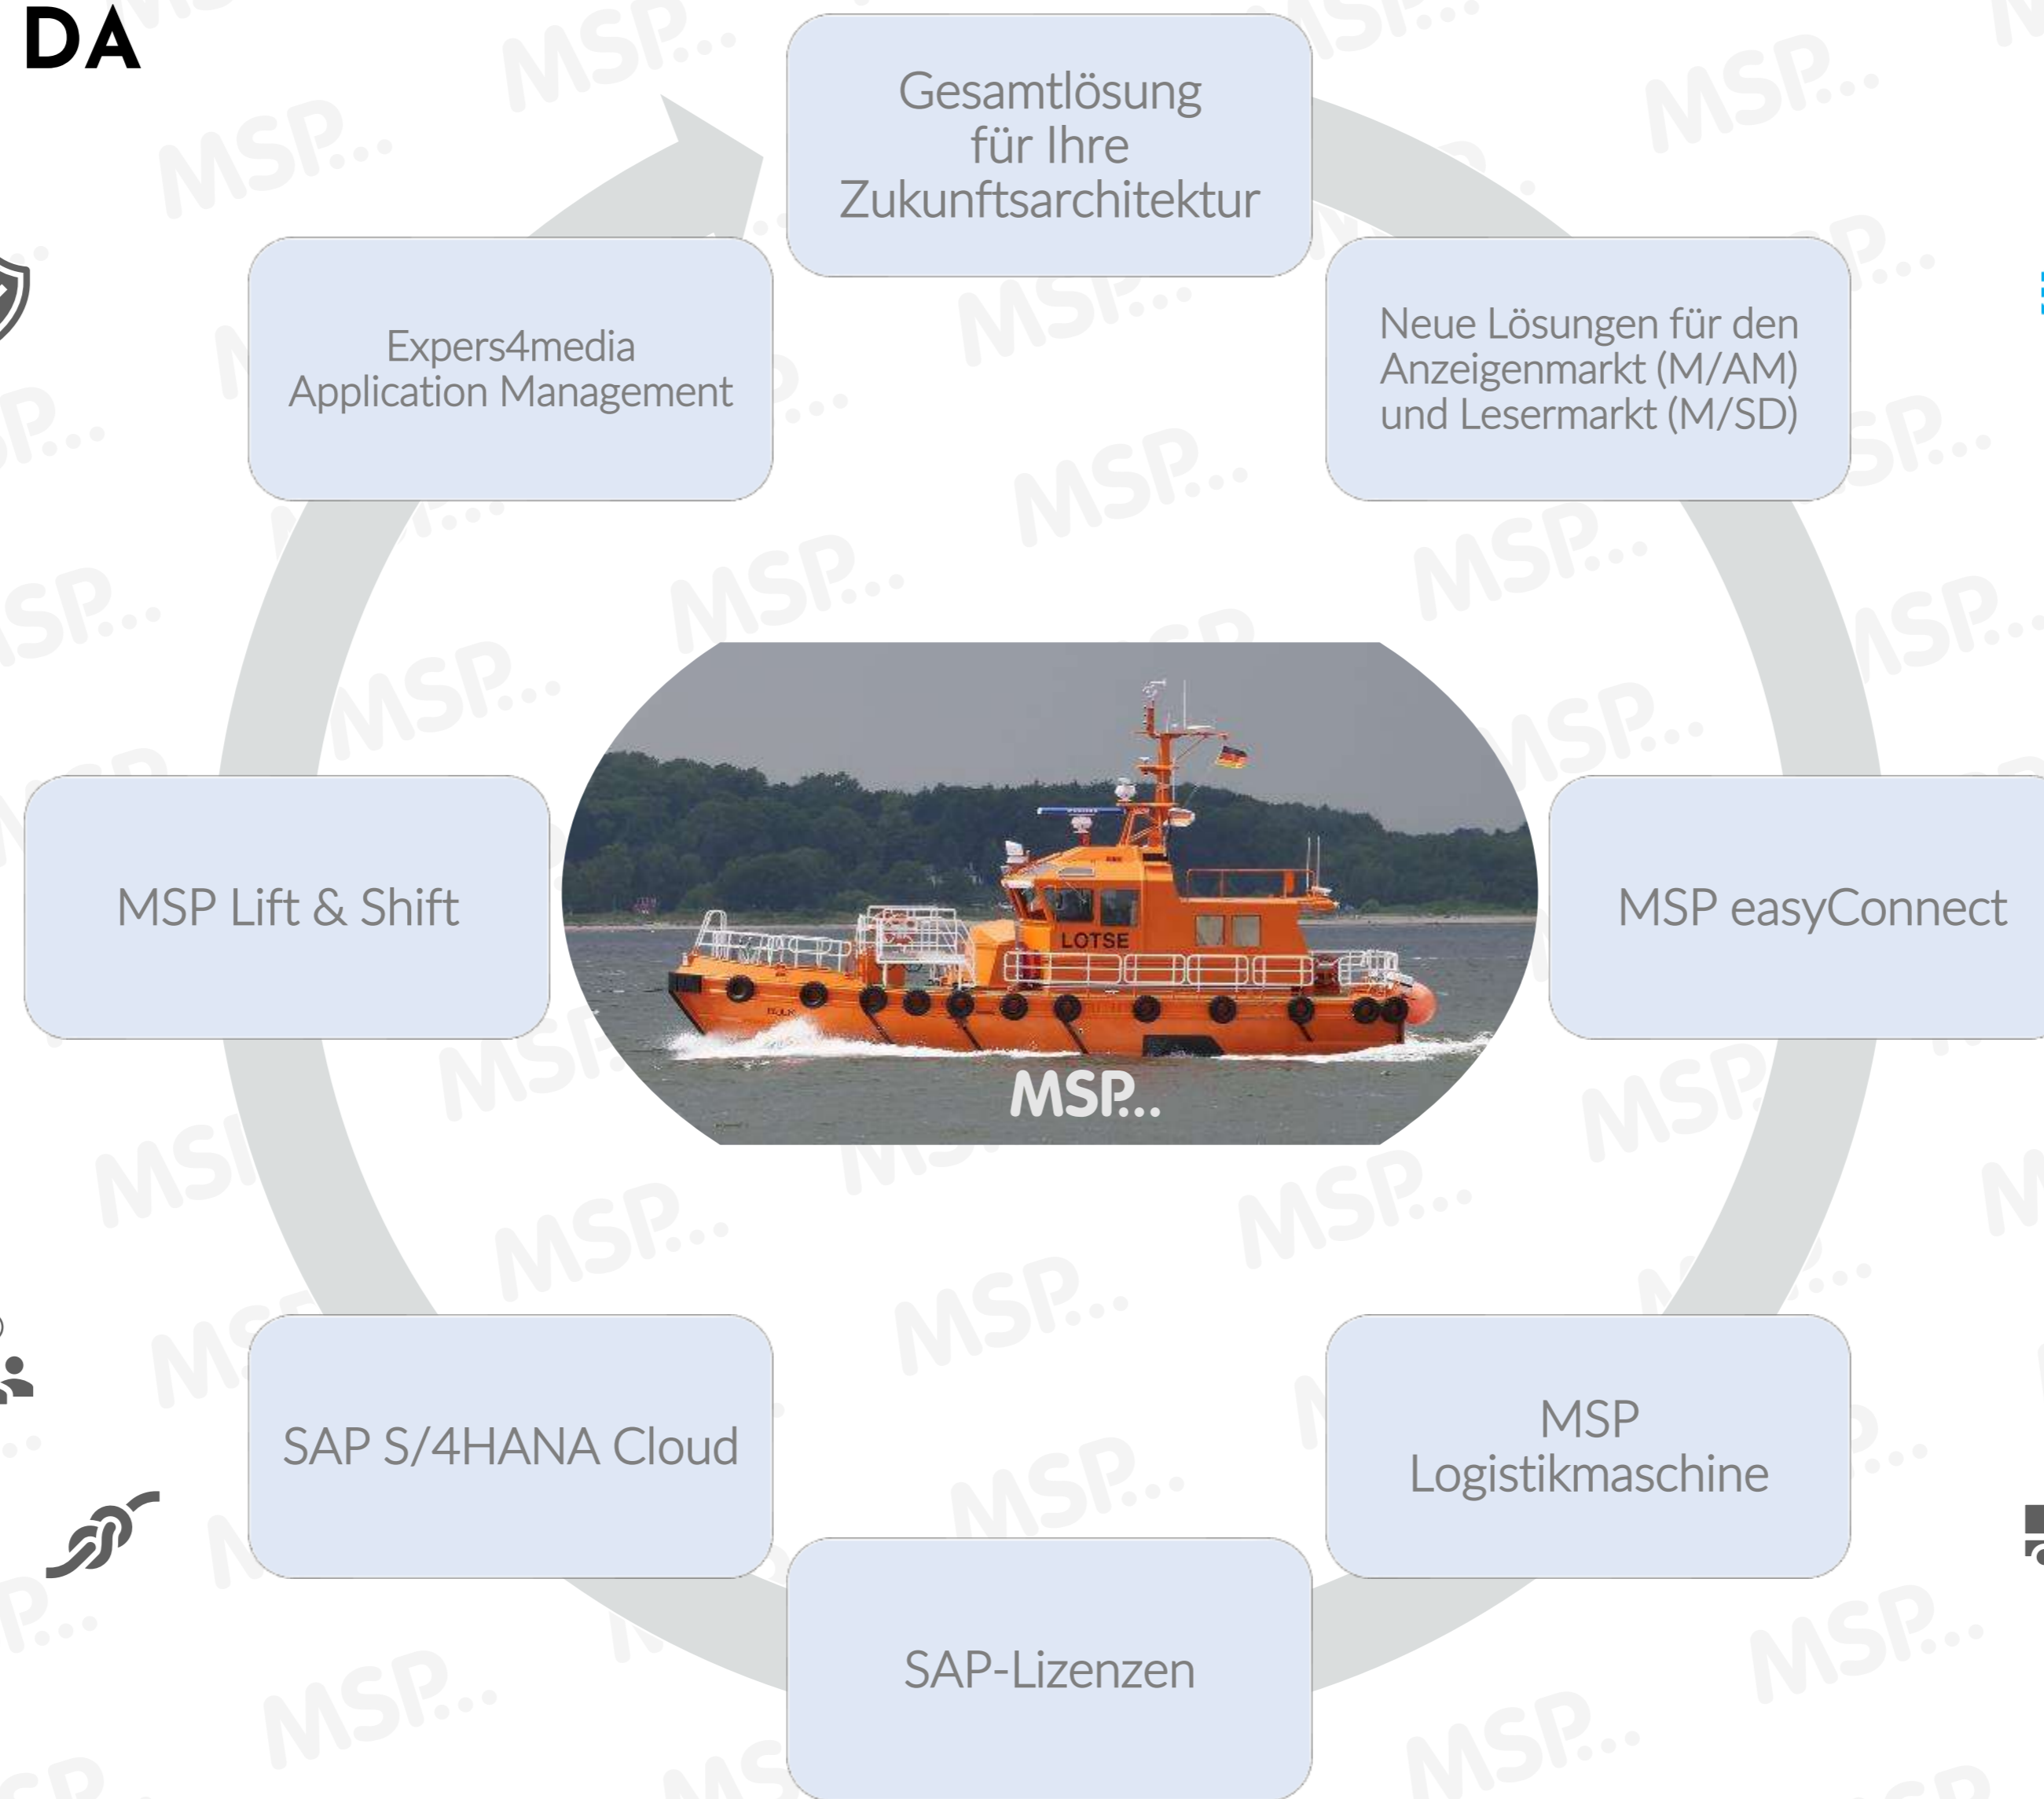 DA
Gesamtlösung
für Ihre
Zukunftsarchitektur
Expers4media
Application Management
Neue Lösungen für den
Anzeigenmarkt (M/AM)
und Lesermarkt (M/SD)
LOTSE
MSP Lift & Shift
MSP easyConnect
MSP...
SAP S/4HANA Cloud
MSP
Logistikmaschine
SAP-Lizenzen